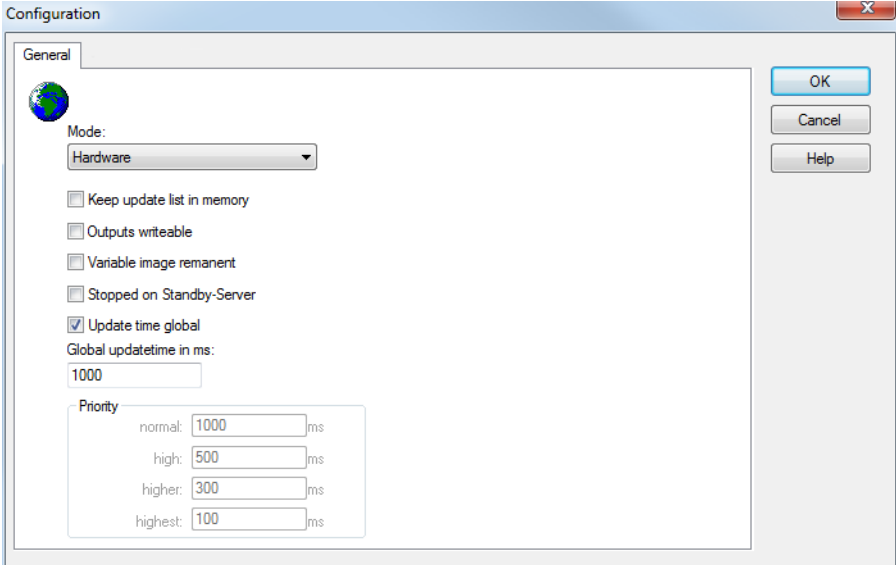 Configuration
General
OK
Cancel
Help
Mode:
Hardware
Keep update list in memory
Outputs writeable
Variable image remanent
Stopped on Standby-Server
Update time global
Global updatetime in ms:
1000
Priority
normal: 1000 ms
high: 500 ms
higher: 300 ms
highest: 100 ms